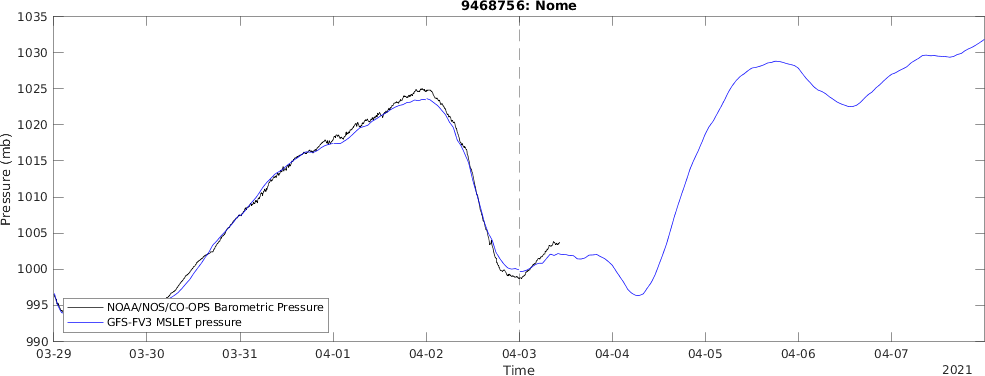 9468756: Nome
1035
1030
1025
1020
1015
1010
1005
1000
995
990
Pressure (mb)
NOAA/NOS/CO-OPS Barometric Pressure
GFS-FV3 MSLET pressure
03-29 03-30 03-31 04-01 04-02 04-03 04-04 04-05 04-06 04-07
Time
2021